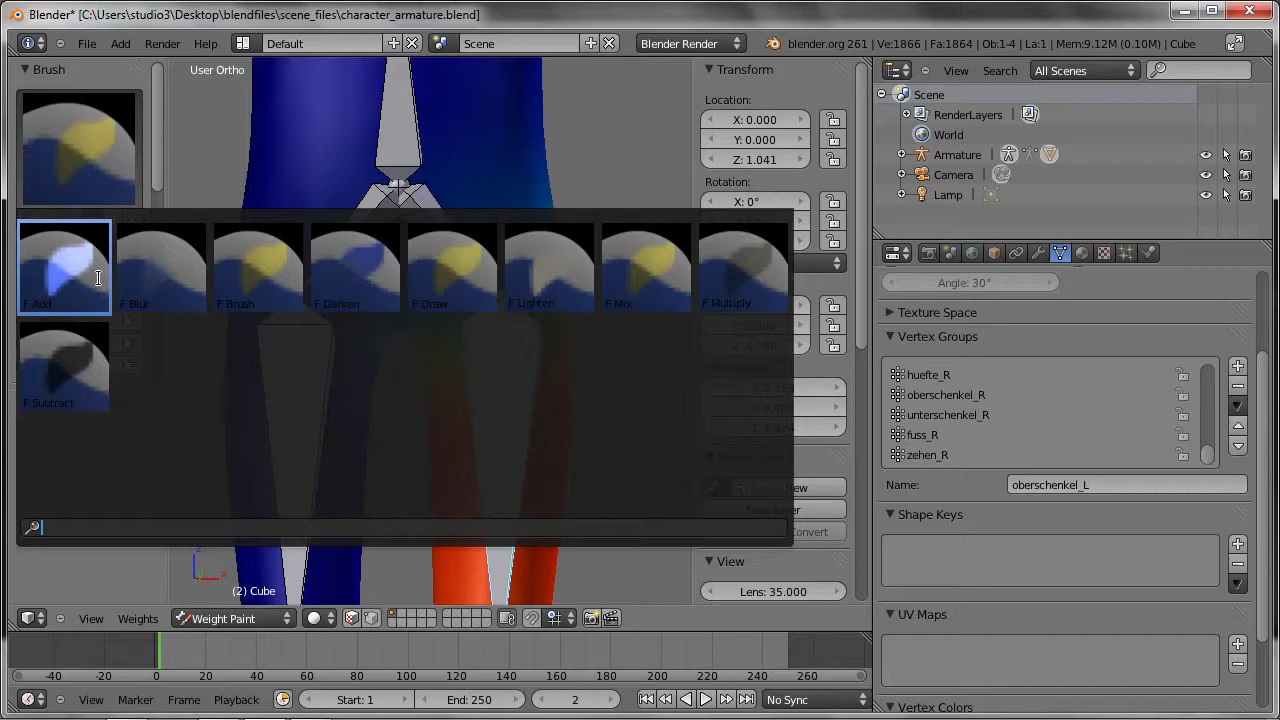 Blender* [C:\Users\studio3\Desktop\blendfiles\scene_files\character_armature.blend]
File Add Render Help Default Scene Blender Render blender.org 261 | Ve:1866 | Fa:1864 | Ob:1-4 | La:1 | Mem:9.12M (0.10M) | Cube
Brush
User Ortho
Transform
View Search All Scenes
Scene
Location:
X: 0.000
Y: 0.000
Z: 1.041
RenderLayers
World
Armature
Camera
Lamp
Rotation:
X: 0°
F Add F Blur F Brush F Darken F Draw F Lighten F Mix F Multiply
F Subtract
Angle: 30°
Texture Space
Vertex Groups
huefte_R
oberschenkel_R
unterschenkel_R
fuss_R
zehen_R
Name: oberschenkel_L
Shape Keys
Convert
View
Lens: 35.000
z
x
y
(2) Cube
UV Maps
Vertex Colors
View Weights Weight Paint
-40 -20 0 20 40 60 80 100 120 140 160 180 200 220 240 260
View Marker Frame Playback Start: 1 End: 250 2 No Sync